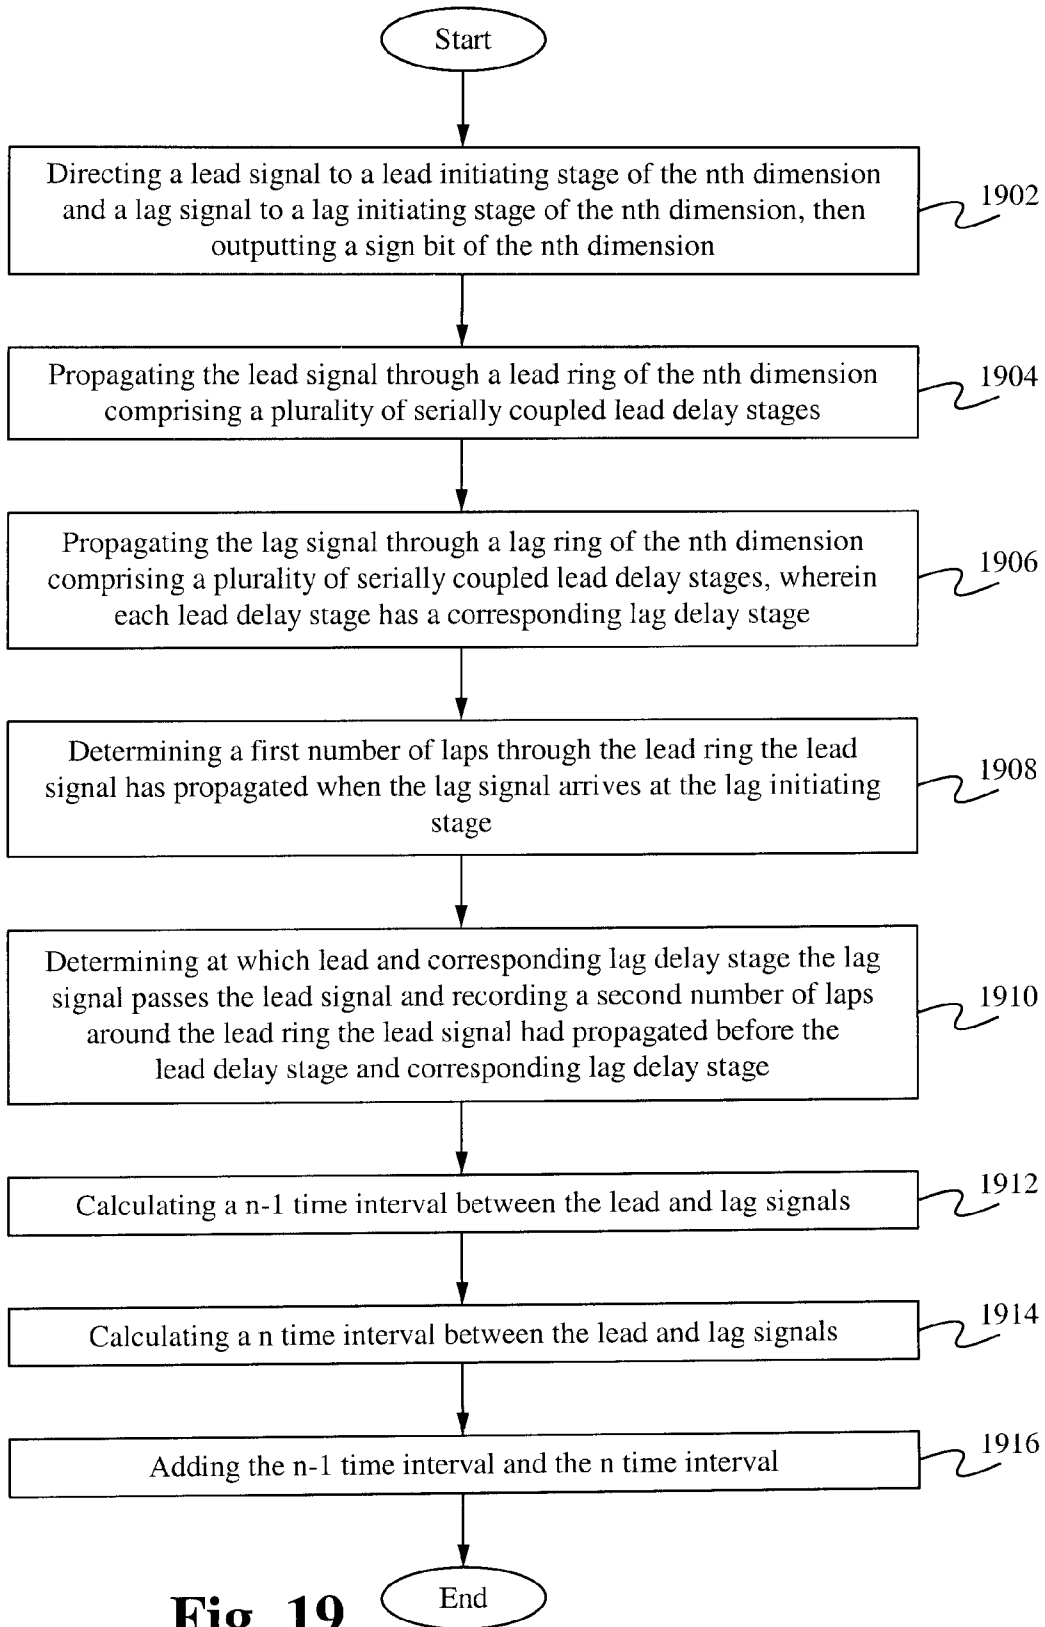 Start
Directing a lead signal to a lead initiating stage of the nth dimension
and a lag signal to a lag initiating stage of the nth dimension, then
outputting a sign bit of the nth dimension
1902
Propagating the lead signal through a lead ring of the nth dimension
comprising a plurality of serially coupled lead delay stages
1904
Propagating the lag signal through a lag ring of the nth dimension
comprising a plurality of serially coupled lead delay stages, wherein
each lead delay stage has a corresponding lag delay stage
1906
Determining a first number of laps through the lead ring the lead
signal has propagated when the lag signal arrives at the lag initiating
stage
1908
Determining at which lead and corresponding lag delay stage the lag
signal passes the lead signal and recording a second number of laps
around the lead ring the lead signal had propagated before the
lead delay stage and corresponding lag delay stage
1910
Calculating a n-1 time interval between the lead and lag signals
1912
Calculating a n time interval between the lead and lag signals
1914
Adding the n-1 time interval and the n time interval
1916
End
Fig. 19